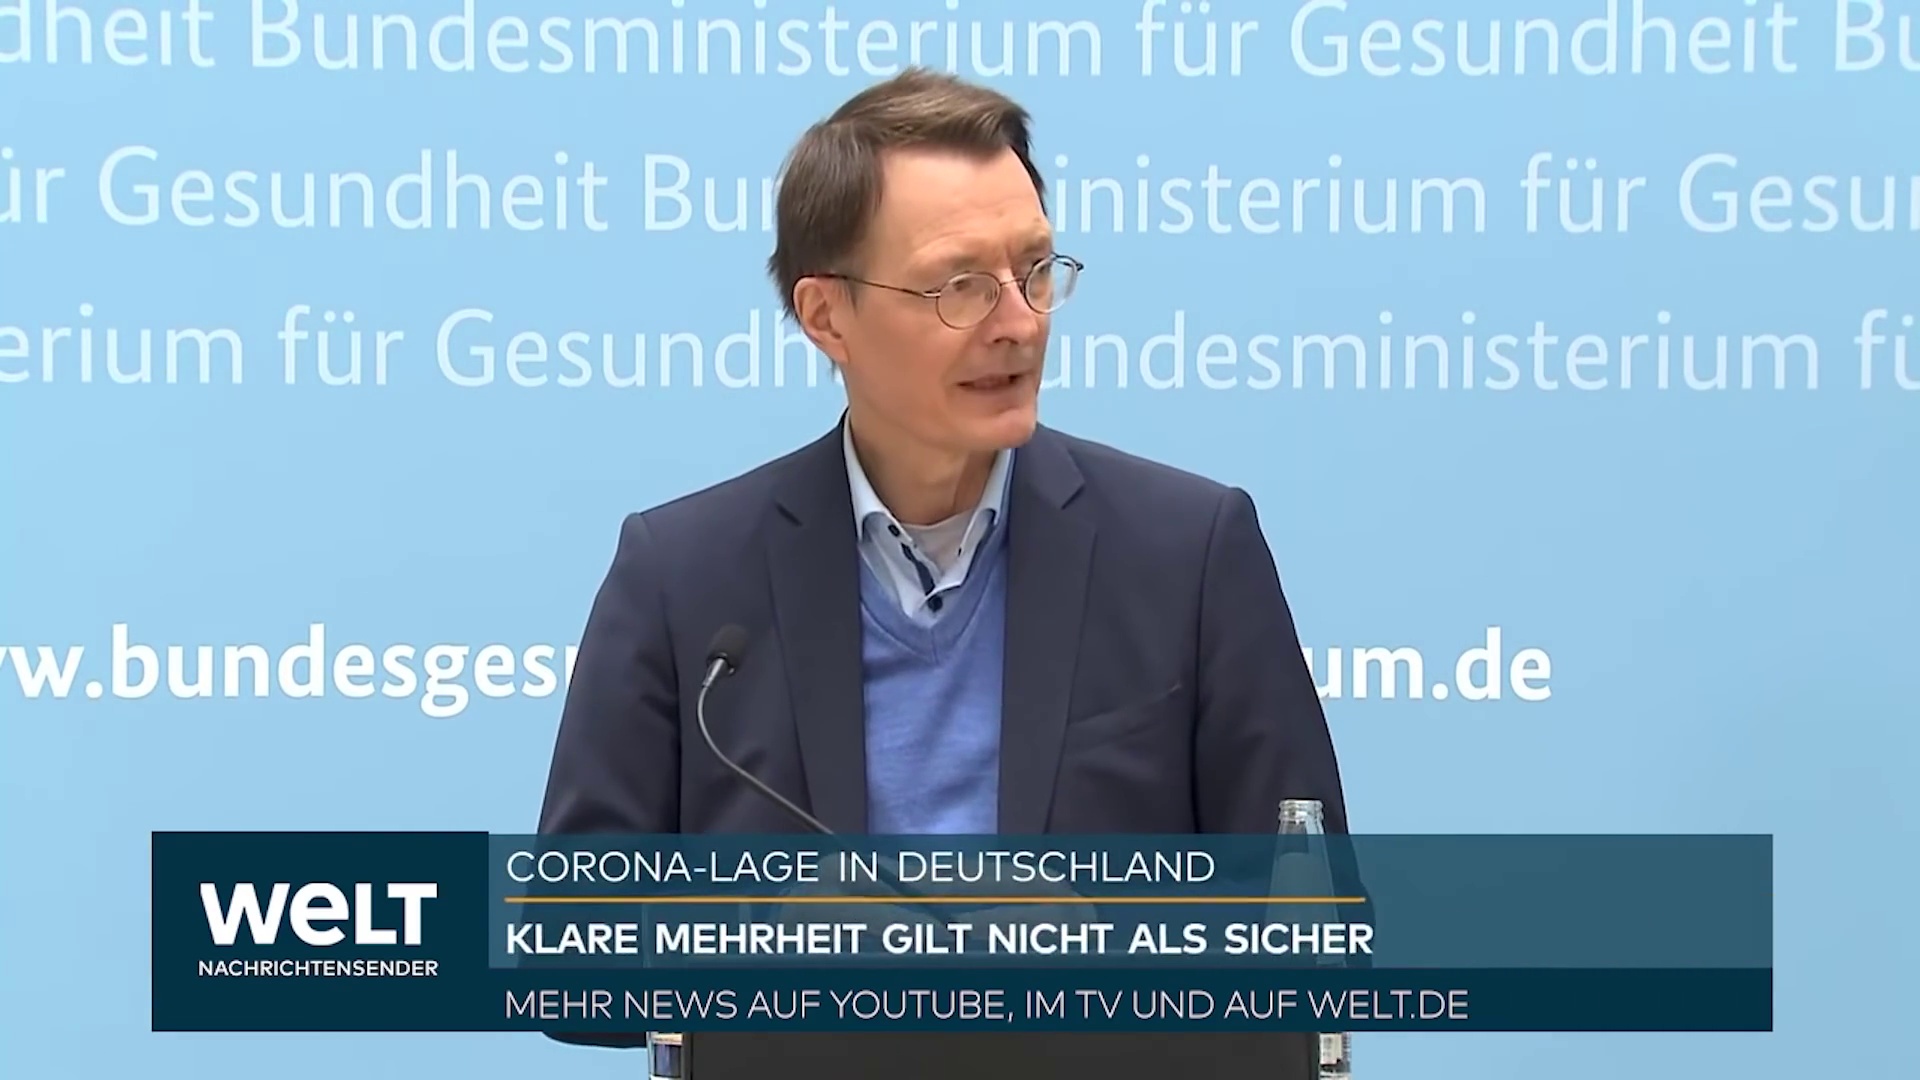 dheit Bundesministerium für Gesundheit Bu
ür Gesundheit Bu inisterium für Gesu
erium für Gesundh undesministerium fü
w.bundesges um.de
WELT
NACHRICHTENSENDER
CORONA-LAGE IN DEUTSCHLAND
KLARE MEHRHEIT GILT NICHT ALS SICHER
MEHR NEWS AUF YOUTUBE, IM TV UND AUF WELT.DE